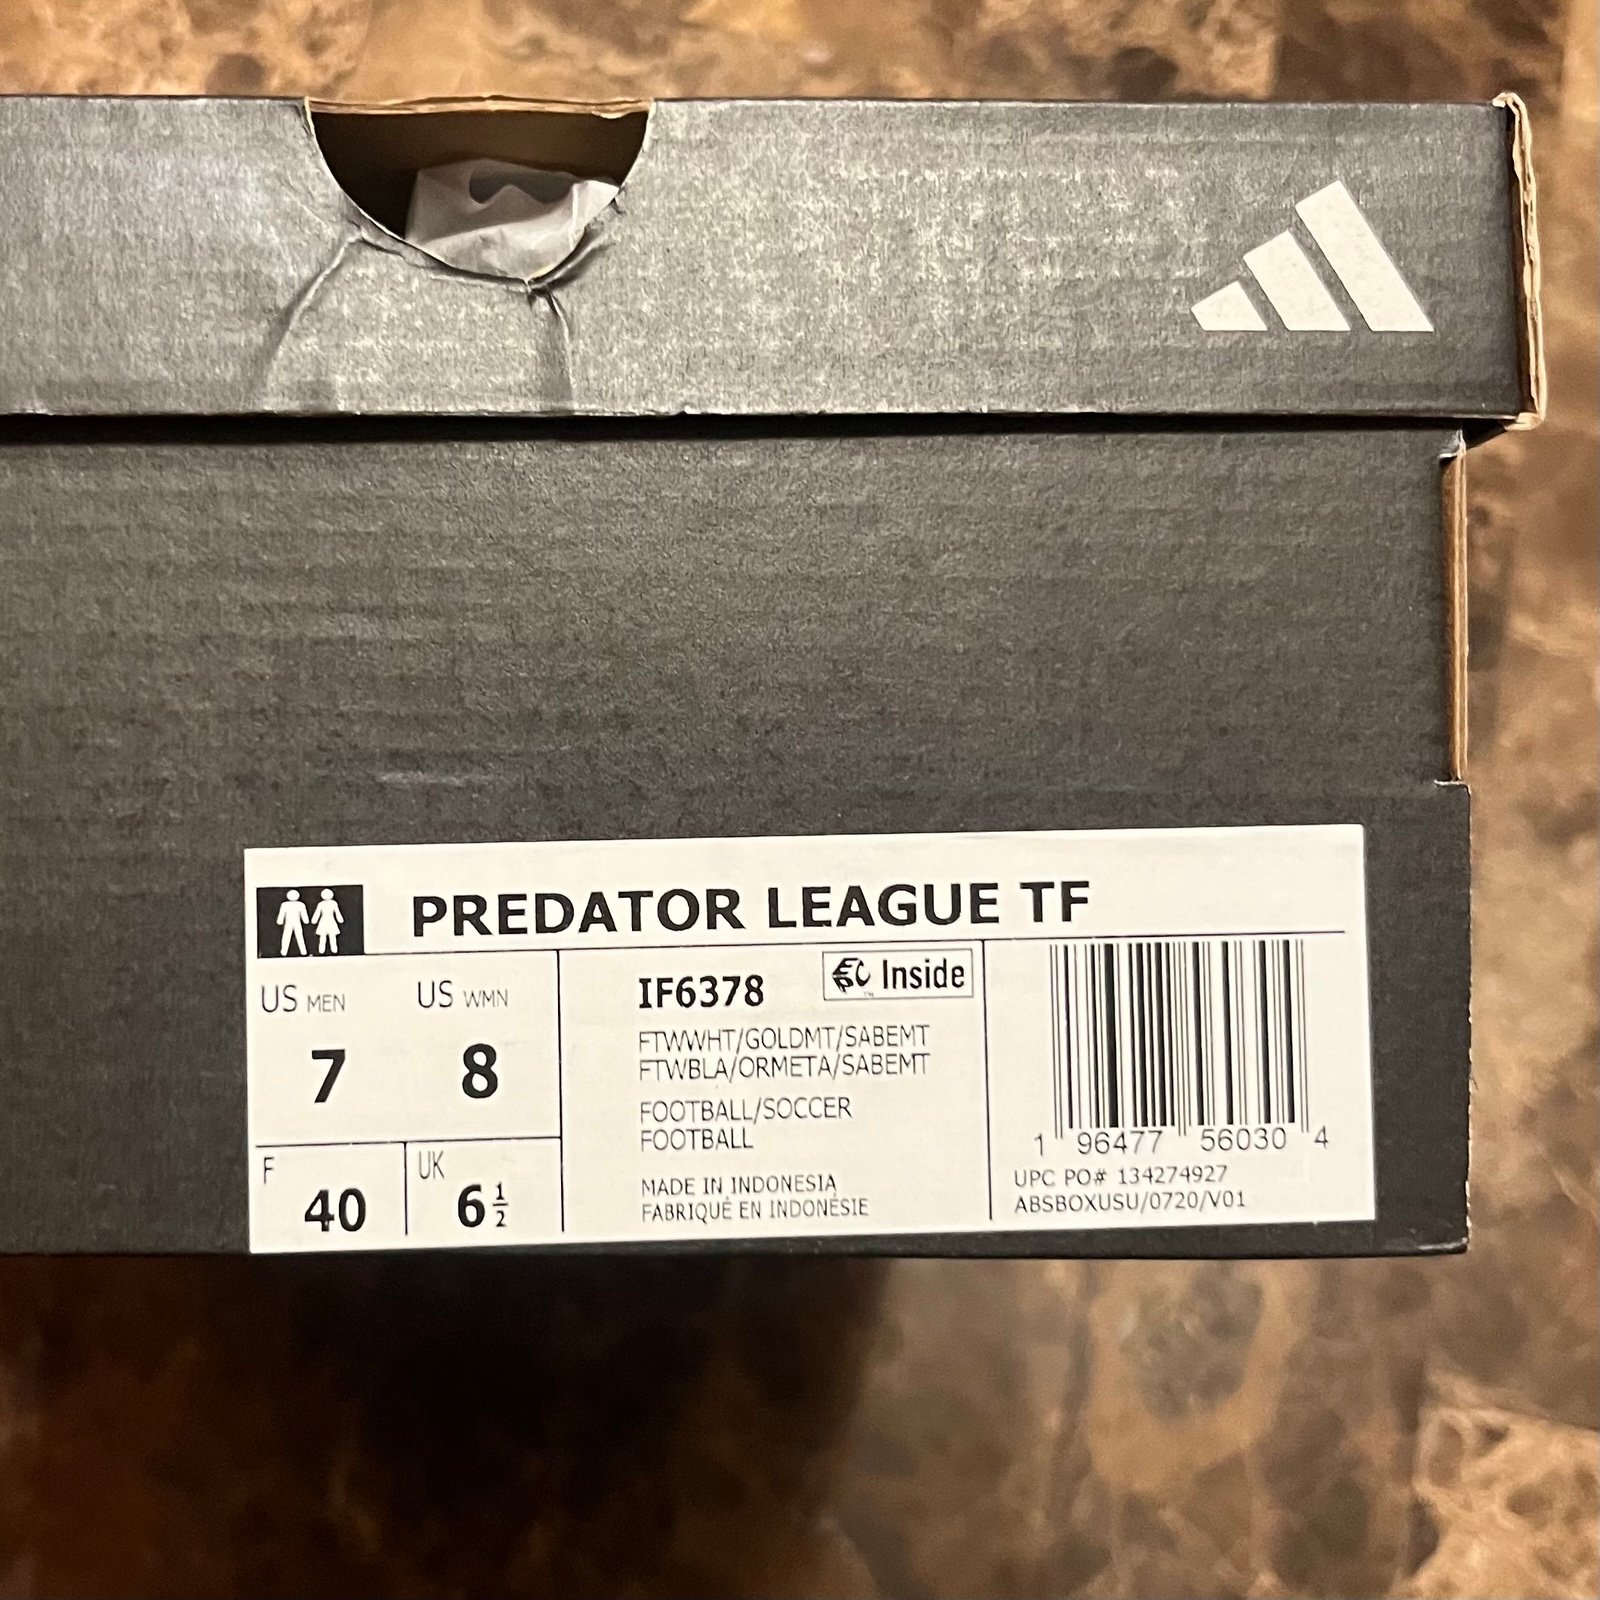 PREDATOR LEAGUE TF
US MEN
US WMN
7
8
F
40
UK
6 1/2
IF6378
Inside
FTWWHT/GOLDMT/SABEMT
FTWBLA/ORMETA/SABEMT
FOOTBALL/SOCCER
FOOTBALL
MADE IN INDONESIA
FABRIQUÉ EN INDONÉSIE
1 96477 56030 4
UPC PO# 134274927
ABSBOXUSU/0720/V01